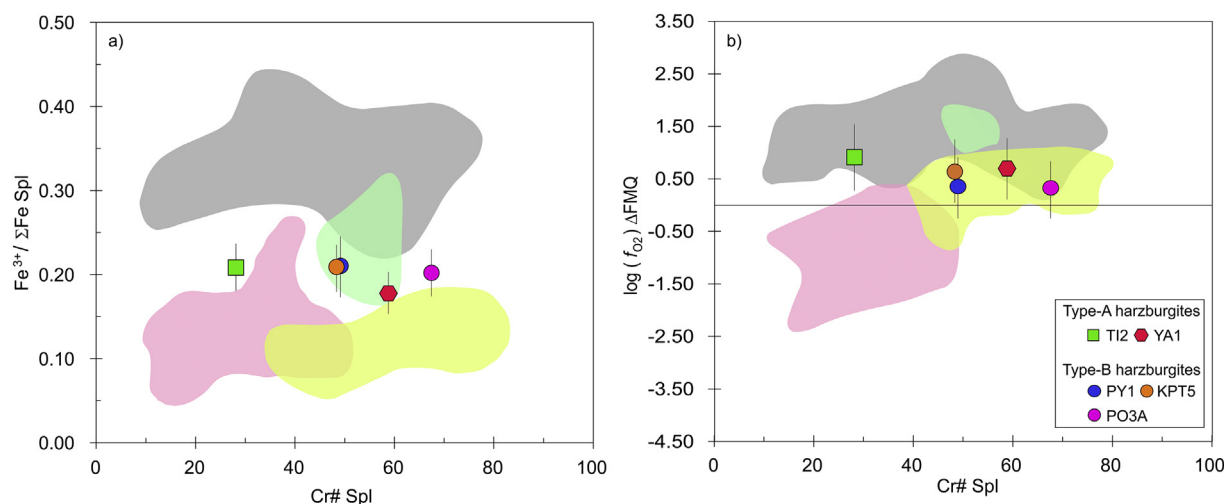 a)
0.50
0.40
0.30
0.20
0.10
0.00
Fe3+/ ΣFe Spl
0 20 40 60 80 100
Cr# Spl
b)
3.50
2.50
1.50
0.50
-0.50
-1.50
-2.50
-3.50
-4.50
log (fO2) ΔFMQ
0 20 40 60 80 100
Cr# Spl
Type-A harzburgites
TI2 YA1
Type-B harzburgites
PY1 KPT5
PO3A